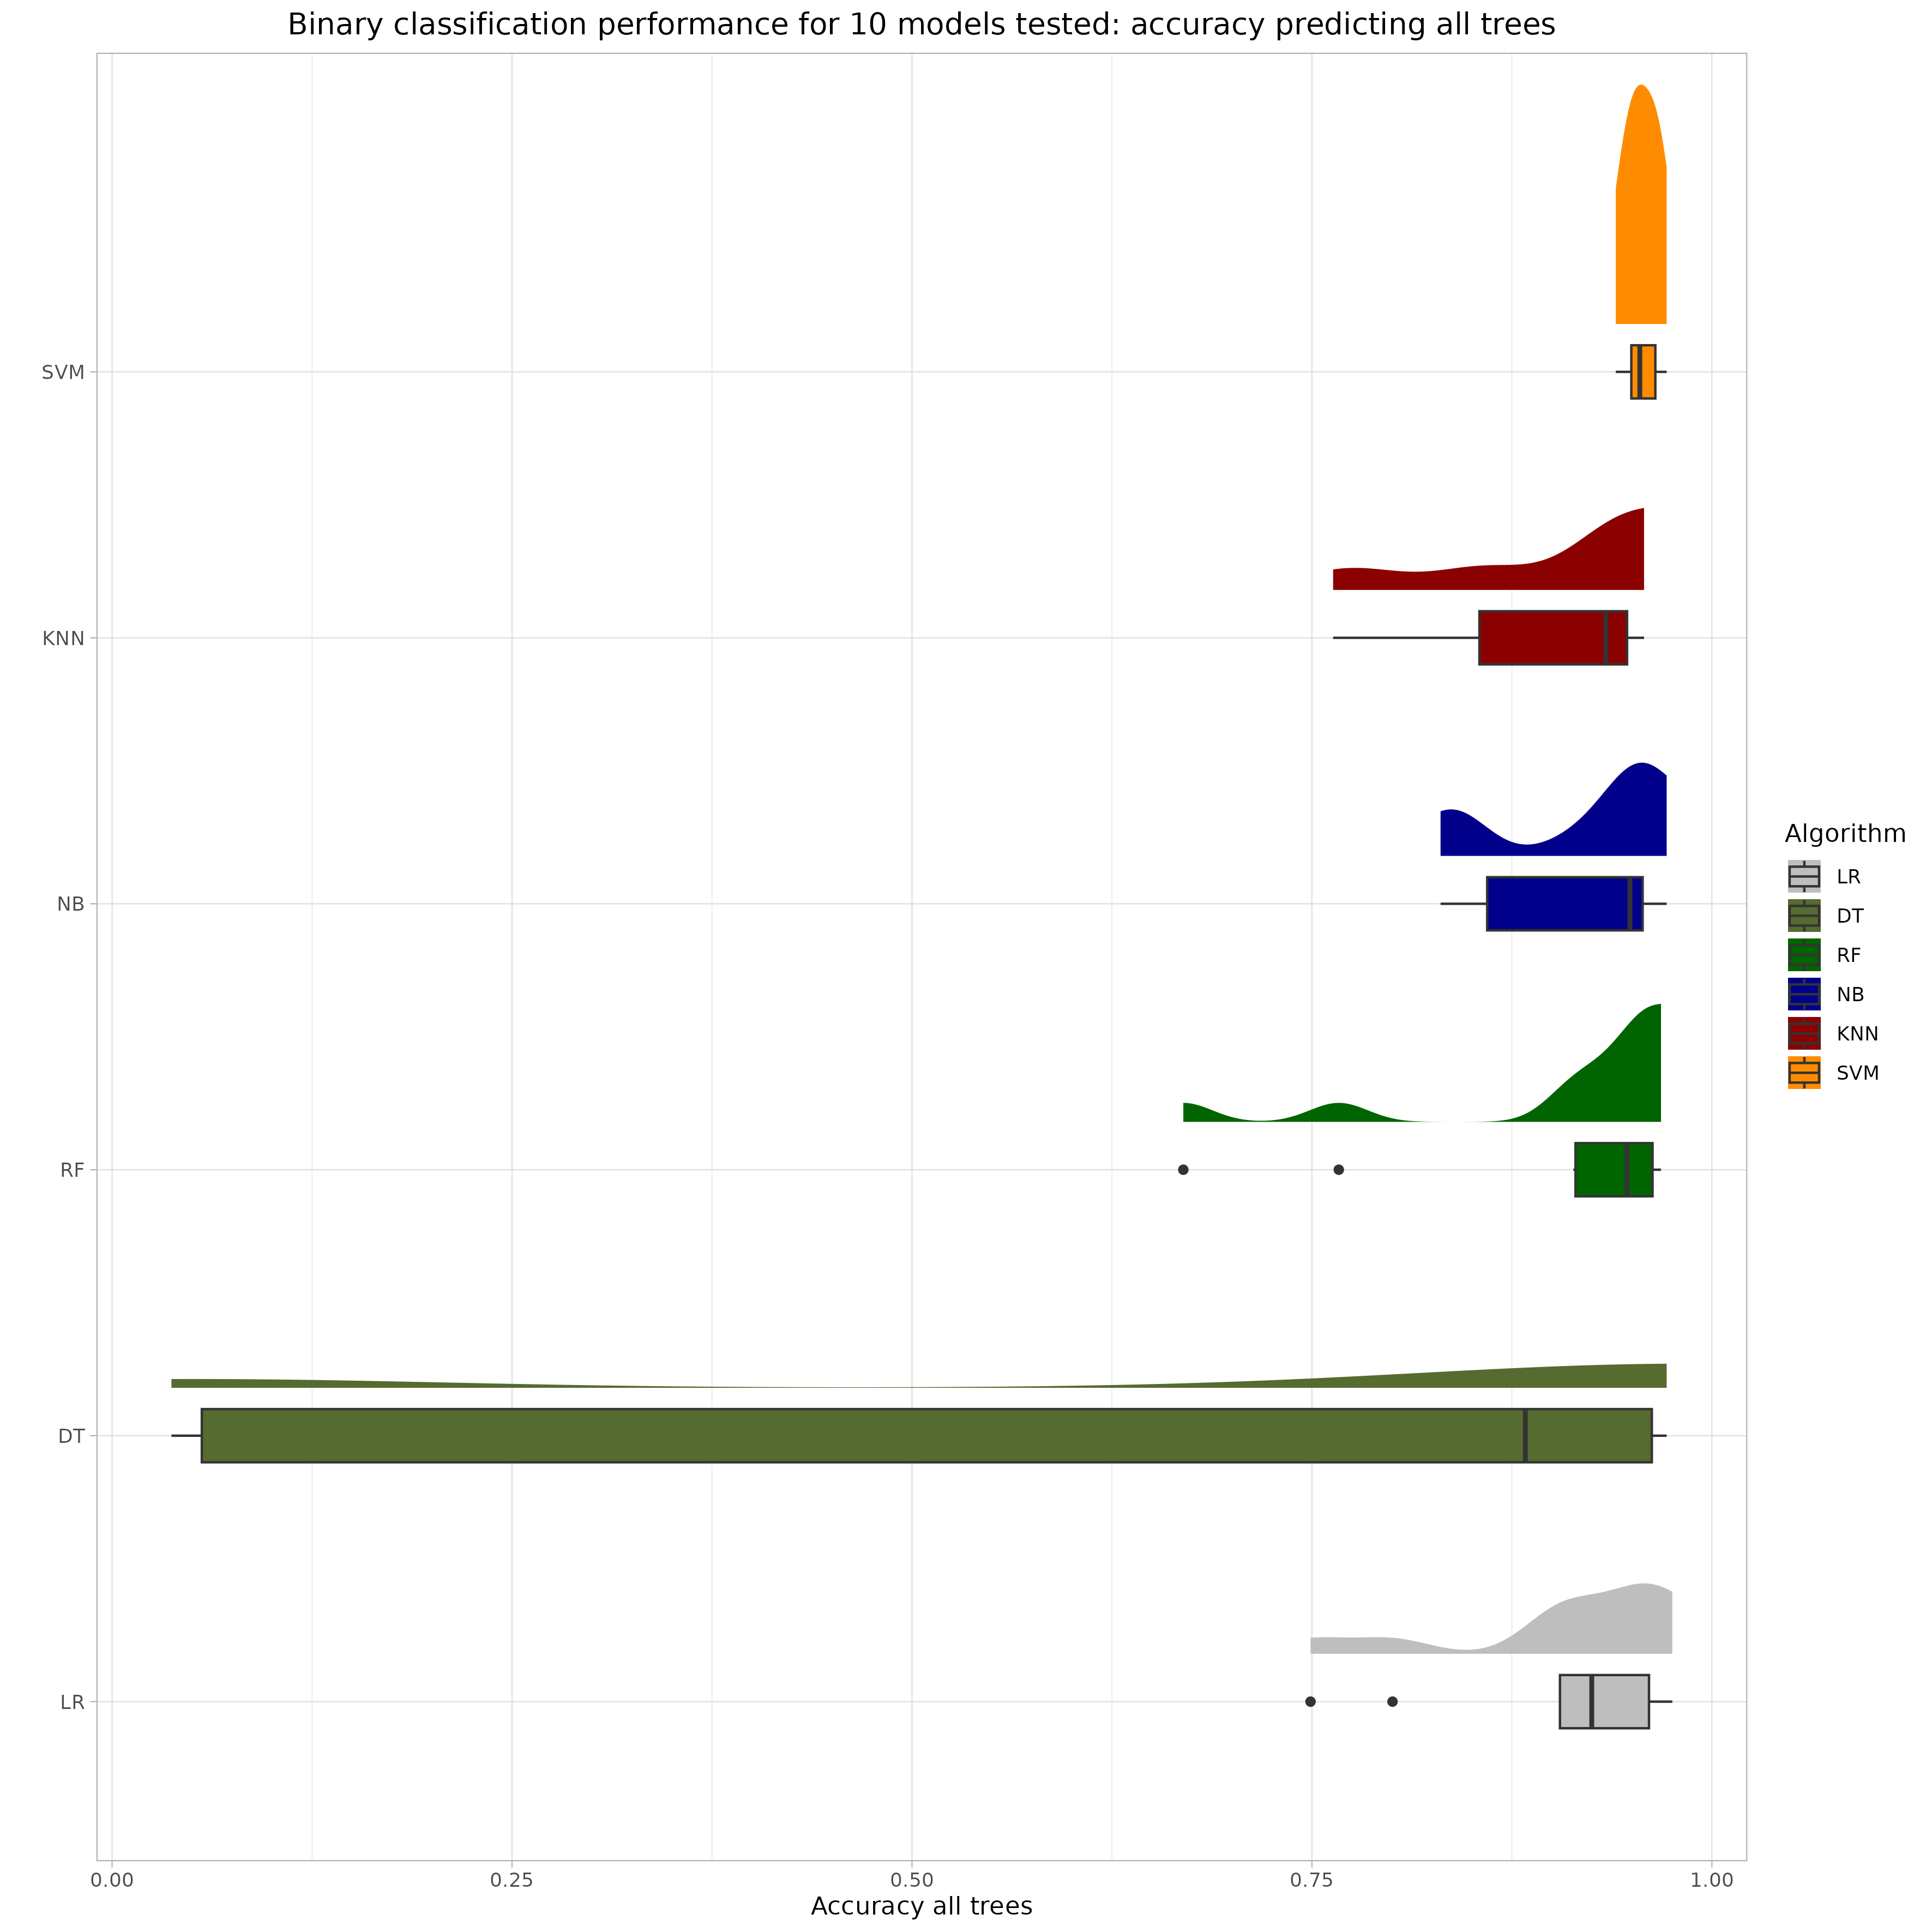 Binary classification performance for 10 models tested: accuracy predicting all trees
SVM
KNN
NB
RF
DT
LR
0.00
0.25
0.50
0.75
1.00
Accuracy all trees
Algorithm
LR
DT
RF
NB
KNN
SVM